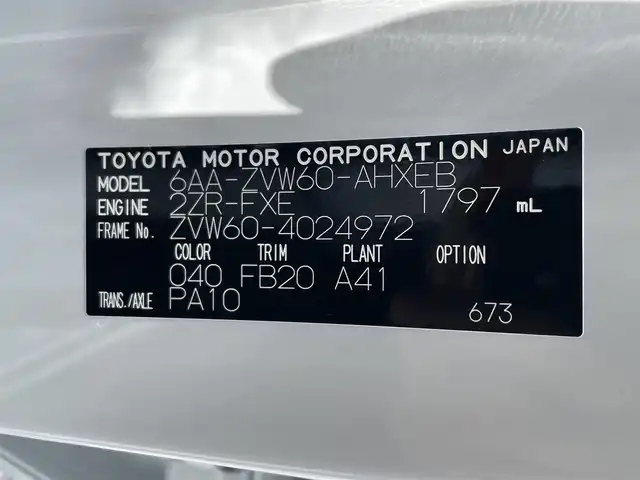 TOYOTA MOTOR CORPORATION JAPAN
MODEL 6AA-ZVW60-AHXEB
ENGINE 2ZR-FXE 1797 mL
FRAME No. ZVW60-4024972
COLOR TRIM PLANT OPTION
040 FB20 A41
TRANS./AXLE PA10
673